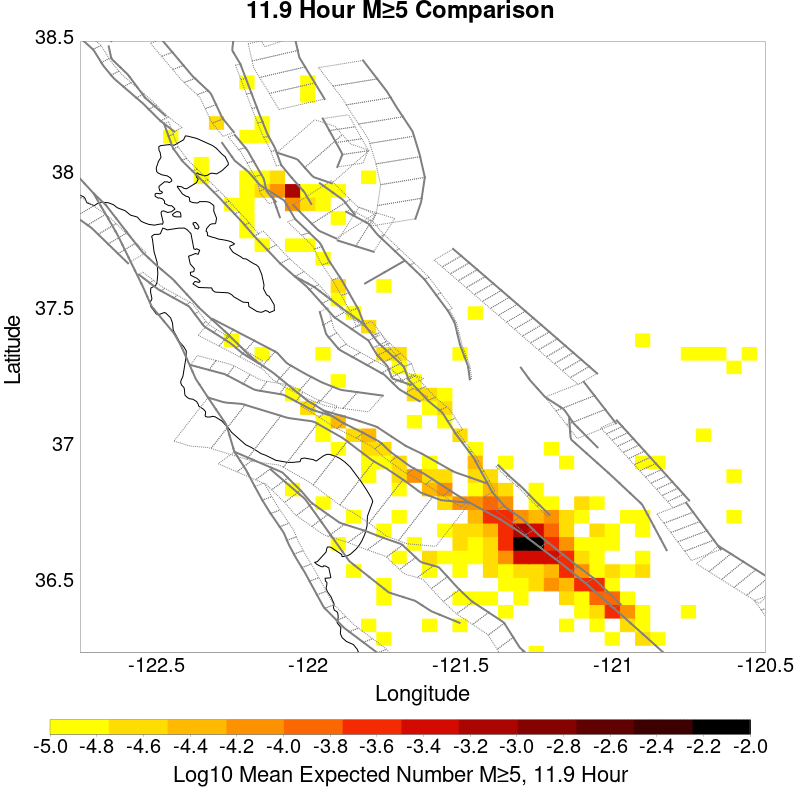 11.9 Hour M≥5 Comparison
38.5
38
37.5
37
36.5
Latitude
-122.5 -122 -121.5 -121 -120.5
Longitude
-5.0 -4.8 -4.6 -4.4 -4.2 -4.0 -3.8 -3.6 -3.4 -3.2 -3.0 -2.8 -2.6 -2.4 -2.2 -2.0
Log10 Mean Expected Number M≥5, 11.9 Hour